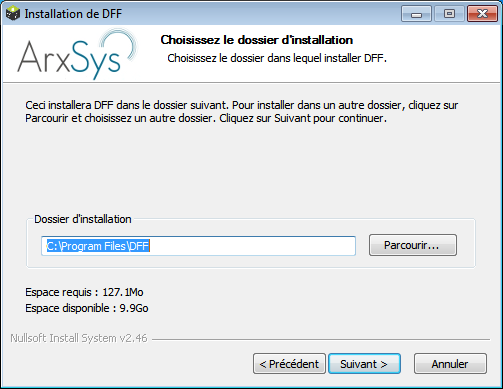 Installation de DFF
ArxSys
Choisissez le dossier d'installation
Choisissez le dossier dans lequel installer DFF.
Ceci installera DFF dans le dossier suivant. Pour installer dans un autre dossier, cliquez sur
Parcourir et choisissez un autre dossier. Cliquez sur Suivant pour continuer.
Dossier d'installation
C:\Program Files\DFF
Parcourir...
Espace requis : 127.1Mo
Espace disponible : 9.9Go
Nullsoft Install System v2.46
< Précédent
Suivant >
Annuler